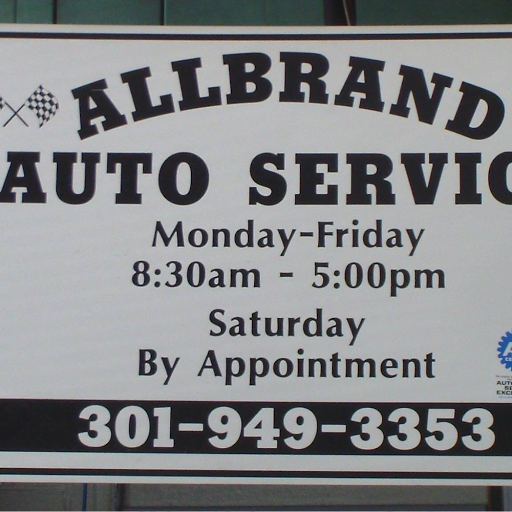 ALLBRAND
AUTO SERVIC
Monday-Friday
8:30am - 5:00pm
Saturday
By Appointment
301-949-3353